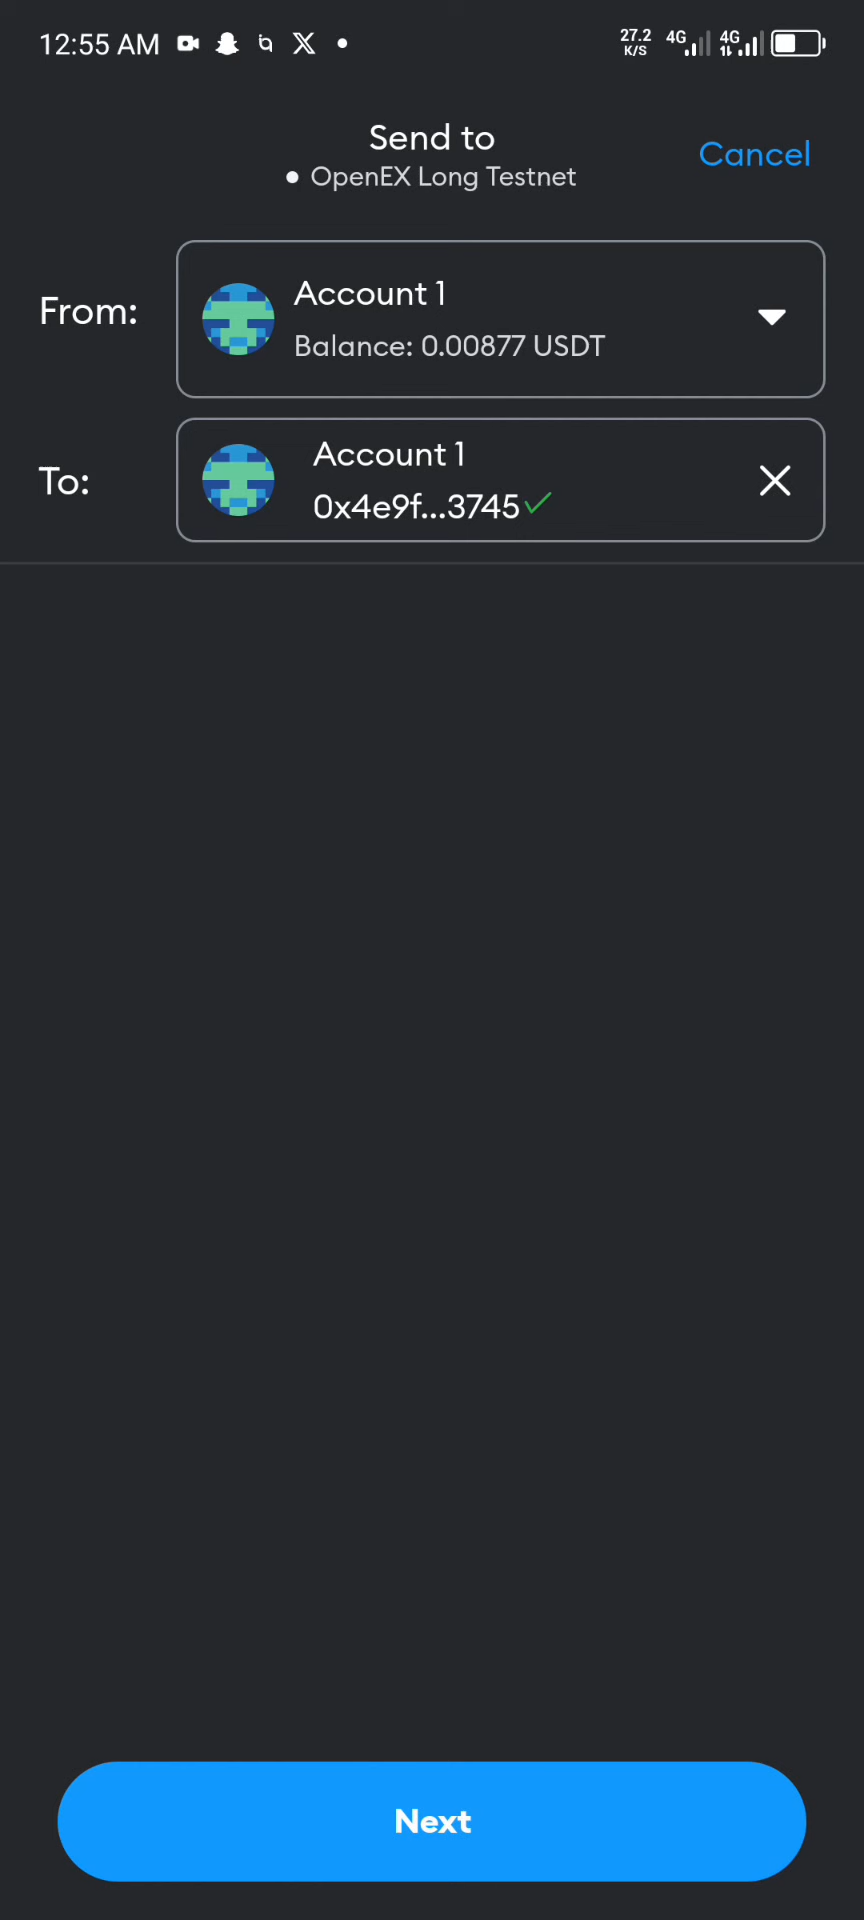 12:55 AM
27.2 K/S 4G 4G
Send to
OpenEX Long Testnet
Cancel
From:
Account 1
Balance: 0.00877 USDT
To:
Account 1
0x4e9f...3745
Next